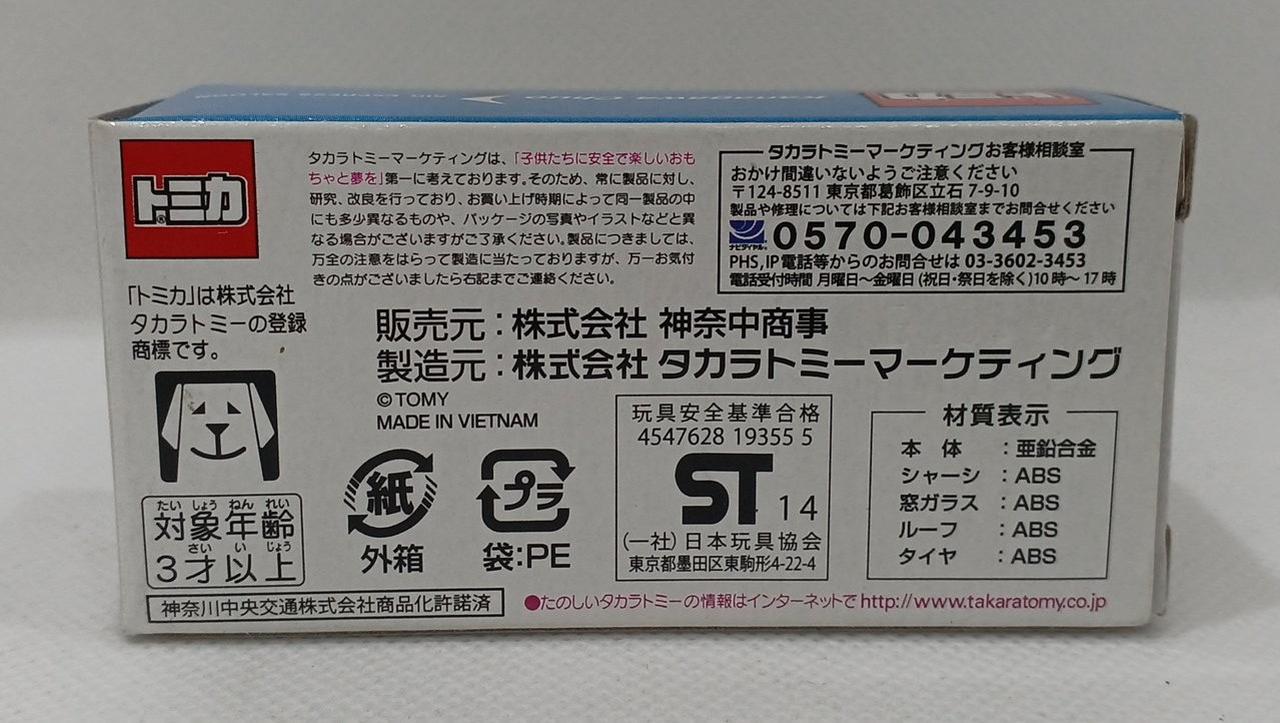 Kanagawa Chuo
トミカ
トミカ
®
「トミカ」は株式会社
タカラトミーの登録
商標です。
タカラトミーマーケティングは、「子供たちに安全で楽しいおも
ちゃと夢を」第一に考えております。そのため、常に製品に対し、
研究、改良を行っており、お買い上げ時期によって同一製品の中
にも多少異なるものや、パッケージの写真やイラストなどと異
なる場合がございますがご了承ください。製品につきましては、
万全の注意をはらって製造に当たっておりますが、万一お気付
きの点がございましたら右記までご連絡ください。
タカラトミーマーケティングお客様相談室
おかけ間違いないようご注意ください
〒124-8511 東京都葛飾区立石 7-9-10
製品や修理については下記お客様相談室までお問合せください
ナビダイヤル® 0570-043453
PHS,IP電話等からのお問合せは 03-3602-3453
電話受付時間 月曜日〜金曜日 (祝日・祭日を除く)10時〜17時
販売元:株式会社 神奈中商事
製造元:株式会社 タカラトミーマーケティング
©TOMY
MADE IN VIETNAM
たい しょう ねん れい
対象年齢
さい い じょう
3才以上
紙
外箱
プラ
袋:PE
玩具安全基準合格
4547628 19355 5
ST 14
(一社)日本玩具協会
東京都墨田区東駒形4-22-4
材質表示
本 体 :亜鉛合金
シャーシ :ABS
窓ガラス :ABS
ルーフ :ABS
タイヤ :ABS
神奈川中央交通株式会社商品化許諾済
●たのしいタカラトミーの情報はインターネットで http://www.takaratomy.co.jp